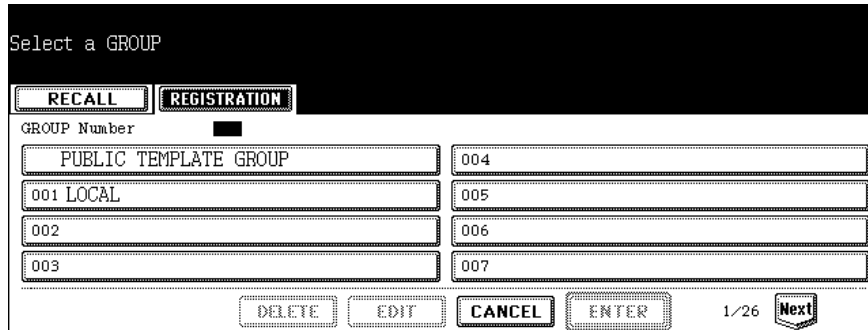 Select a GROUP
RECALL REGISTRATION
GROUP Number
PUBLIC TEMPLATE GROUP 004
001 LOCAL 005
002 006
003 007
DELETE EDIT CANCEL ENTER 1/26 Next